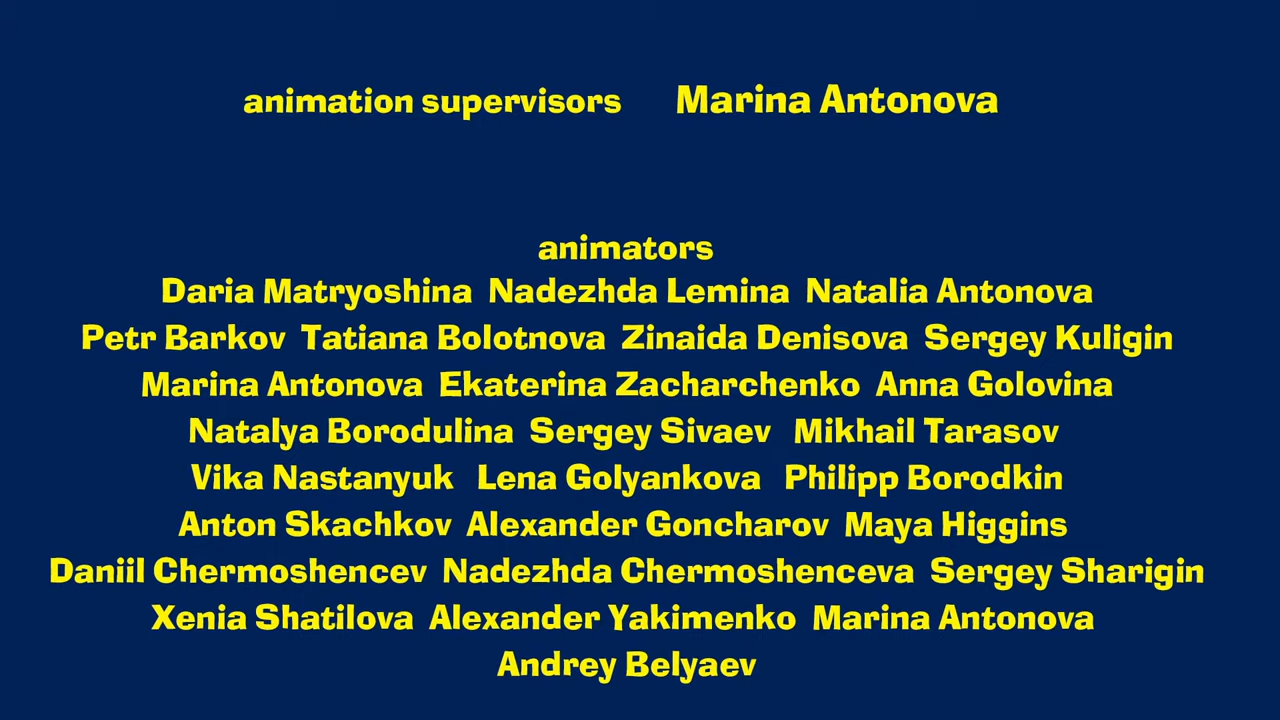 animation supervisors Marina Antonova
animators
Daria Matryoshina Nadezhda Lemina Natalia Antonova
Petr Barkov Tatiana Bolotnova Zinaida Denisova Sergey Kuligin
Marina Antonova Ekaterina Zacharchenko Anna Golovina
Natalya Borodulina Sergey Sivaev Mikhail Tarasov
Vika Nastanyuk Lena Golyankova Philipp Borodkin
Anton Skachkov Alexander Goncharov Maya Higgins
Daniil Chermoshencev Nadezhda Chermoshenceva Sergey Sharigin
Xenia Shatilova Alexander Yakimenko Marina Antonova
Andrey Belyaev